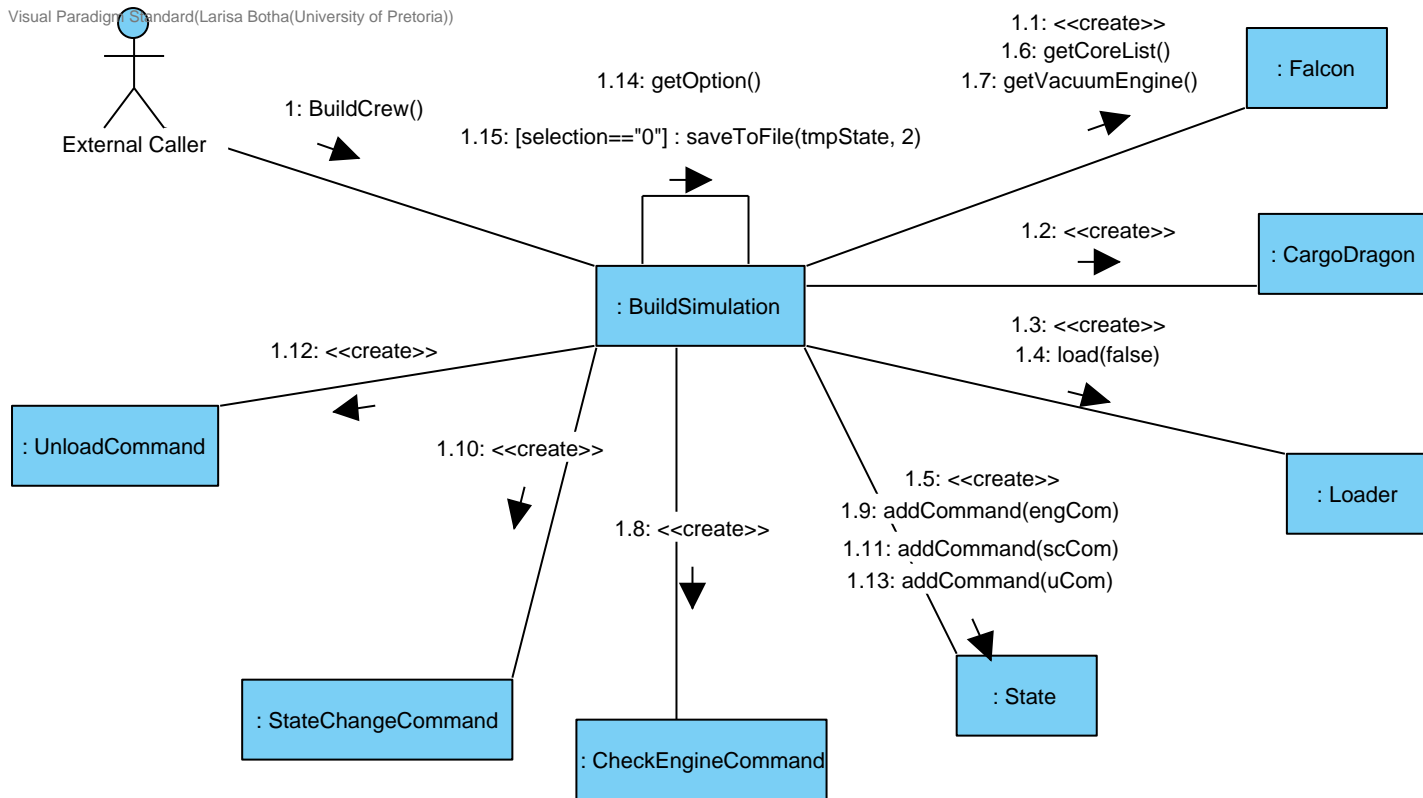 Visual Paradigm Standard(Larisa Botha(University of Pretoria))
External Caller
1: BuildCrew()
1.14: getOption()
1.15: [selection=="0"] : saveToFile(tmpState, 2)
1.1: <<create>>
1.6: getCoreList()
1.7: getVacuumEngine()
: Falcon
1.2: <<create>>
: CargoDragon
: BuildSimulation
1.3: <<create>>
1.4: load(false)
: Loader
1.12: <<create>>
: UnloadCommand
1.10: <<create>>
: StateChangeCommand
1.8: <<create>>
: CheckEngineCommand
1.5: <<create>>
1.9: addCommand(engCom)
1.11: addCommand(scCom)
1.13: addCommand(uCom)
: State